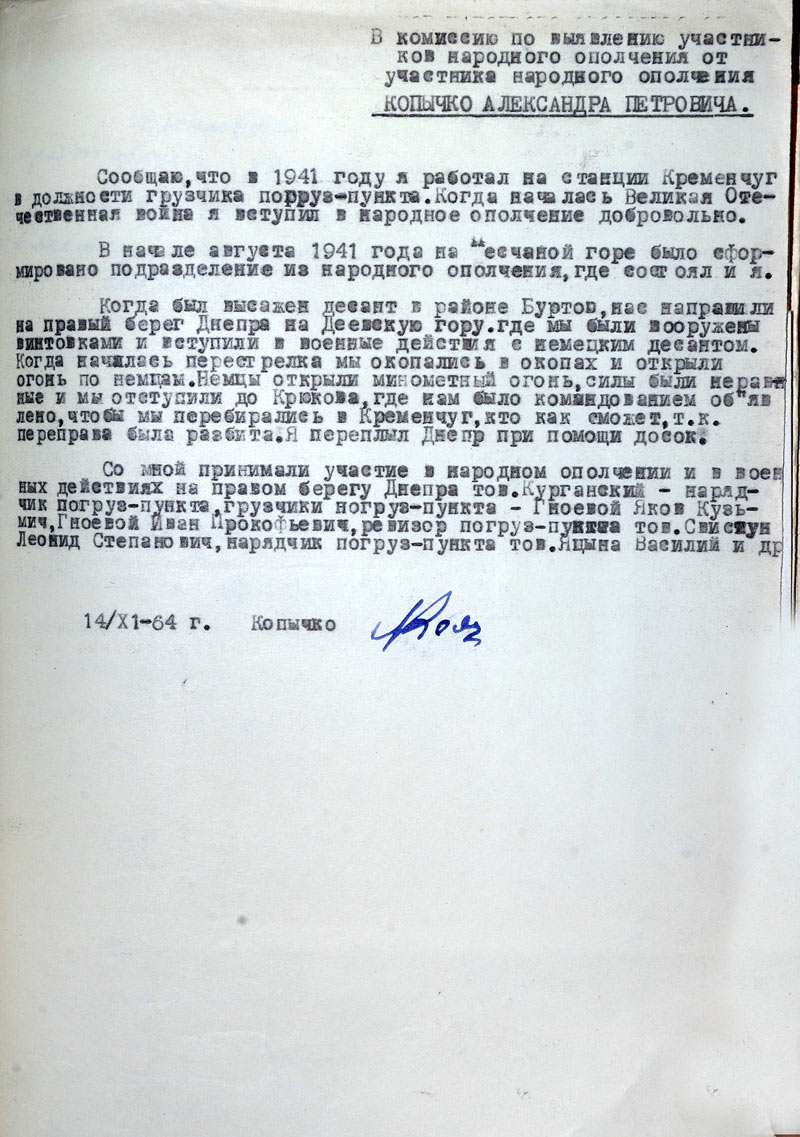 В комиссию по выявлению участни-
ков народного ополчения от
участника народного ополчения
КОПЫЧКО АЛЕКСАНДРА ПЕТРОВИЧА.
Сообщаю,что в 1941 году я работал на станции Кременчуг
в должности грузчика погруз-пункта.Когда началась Великая Оте-
чественная война я вступил в народное ополчение добровольно.
В начале августа 1941 года на "есчаной горе было сфор-
мировано подразделение из народного ополчения,где состоял и я.
Когда был высажен десант в районе Буртов,нас направили
на правый берег Днепра на Деевскую гору.где мы были вооружены
винтовками и вступили в военные действия с немецким десантом.
Когда началась перестрелка мы окопались в окопах и открыли
огонь по немцам.Немцы открыли минометный огонь,силы были неравн
ные и мы отступили до Крюкова,где нам было командованием об"яв
лено,чтобы мы перебирались в Кременчуг,кто как сможет,т.к.
переправа была разбита.Я переплыл Днепр при помощи досок.
Со мной принимали участие в народном ополчении и в воен
ных действиях на правом берегу Днепра тов.Курганский - наряд-
чик погруз-пункта,грузчики погруз-пункта - Гноевой Яков Кузь-
мич,Гноевой Иван Прокофьевич,ревизор погруз-пункта тов.Свистун
Леонид Степанович,нарядчик погруз-пункта тов.Яцына Василий и др
14/XI-64 г. Копычко